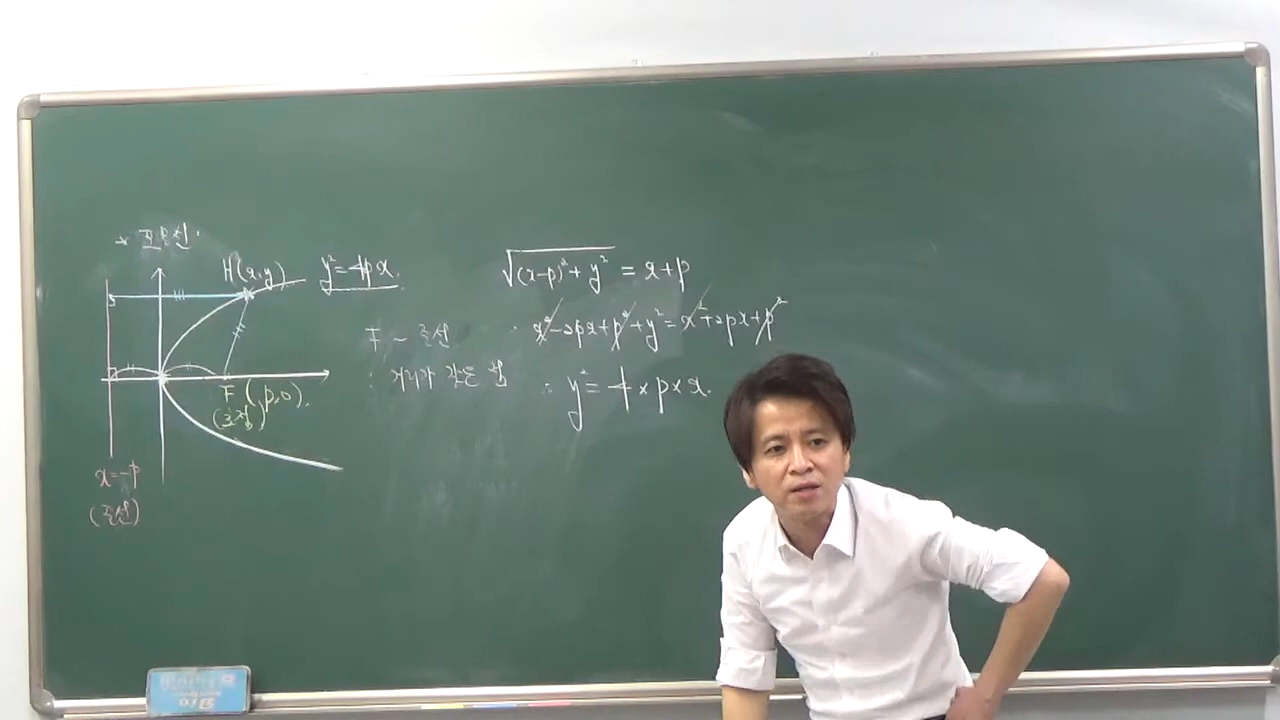 * 포물선.
H(x,y)
y²=4px.
F(p,0).
(초점)
x=-p
(준선)
F ~ 준선
: 거리가 같은 점
√(x-p)²+y² = x+p
x²-2px+p²+y²=x²+2px+p²
∴ y²=4×p×x.